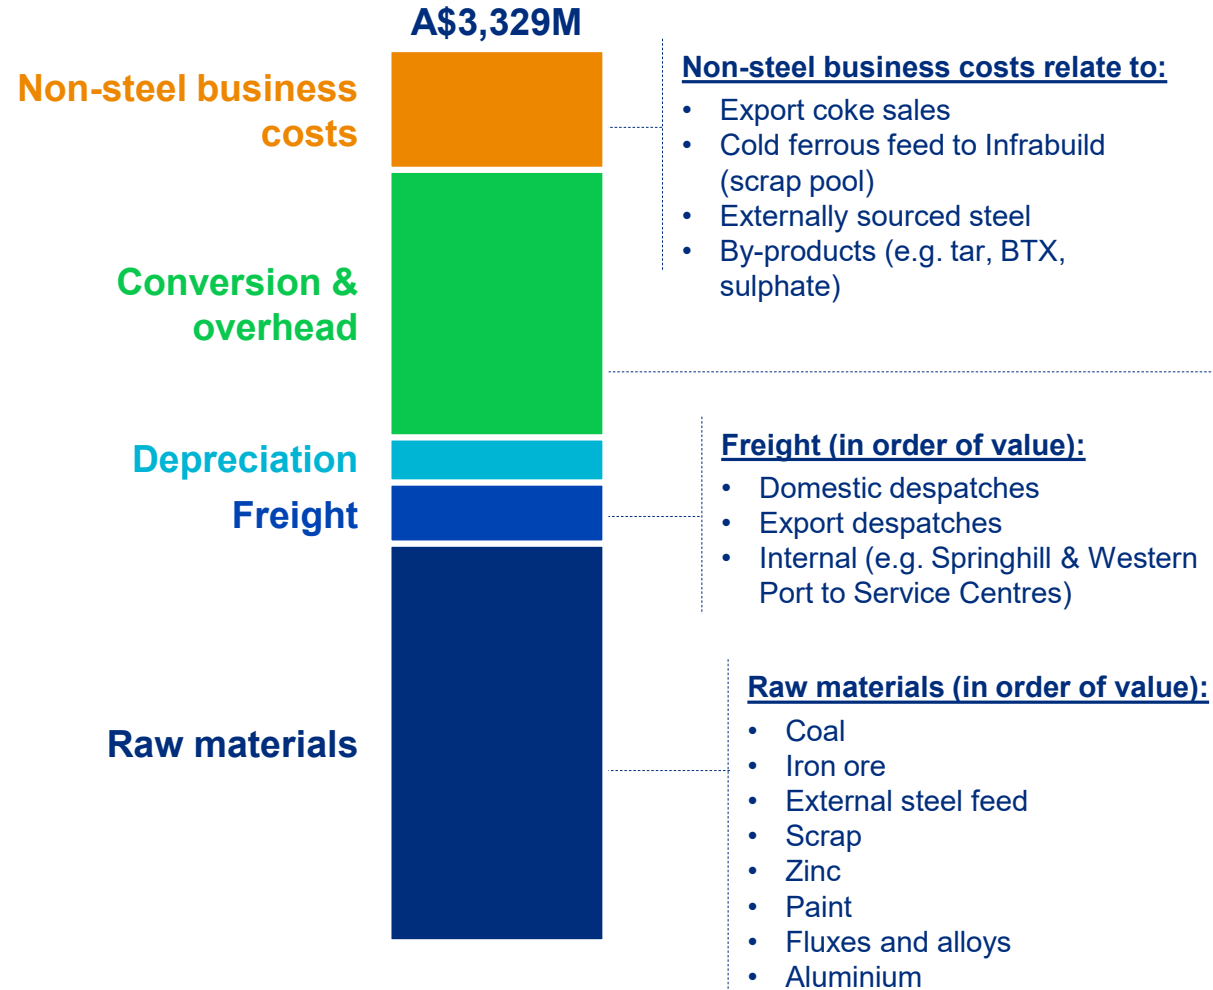 A$3,329M
Non-steel business
costs
Conversion &
overhead
Depreciation
Freight
Raw materials
Non-steel business costs relate to:
• Export coke sales
• Cold ferrous feed to Infrabuild
(scrap pool)
• Externally sourced steel
• By-products (e.g. tar, BTX,
sulphate)
Freight (in order of value):
• Domestic despatches
• Export despatches
• Internal (e.g. Springhill & Western
Port to Service Centres)
Raw materials (in order of value):
• Coal
• Iron ore
• External steel feed
• Scrap
• Zinc
• Paint
• Fluxes and alloys
• Aluminium